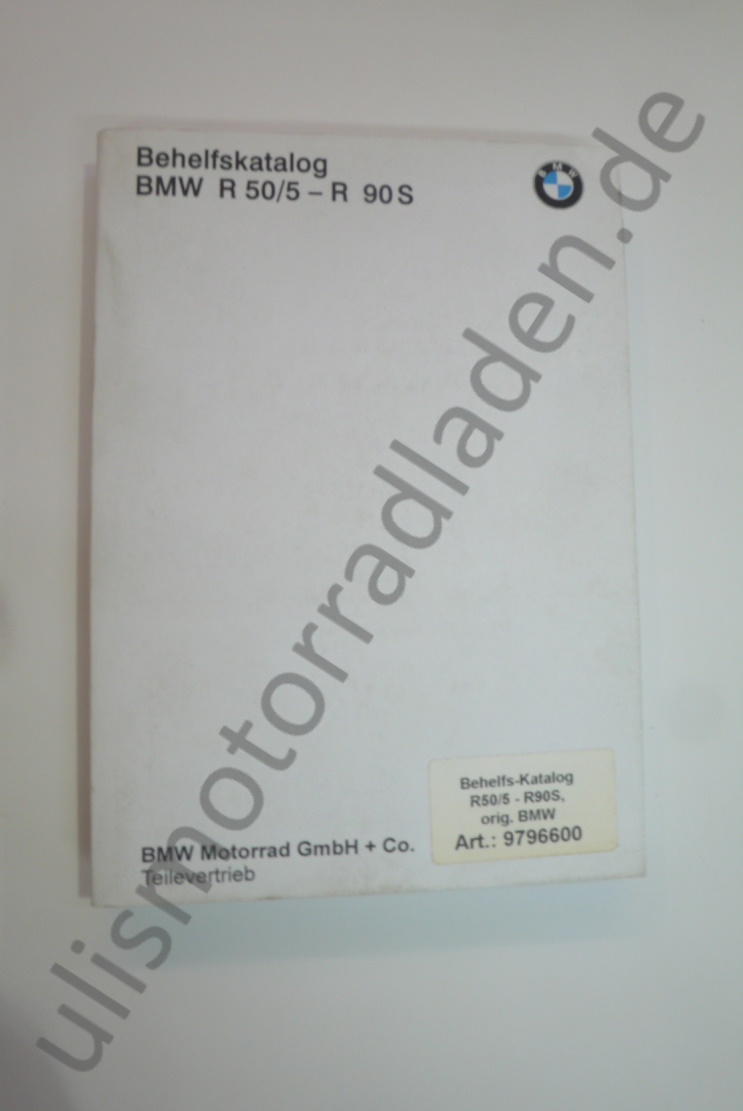 Behelfskatalog
BMW R 50/5 – R 90 S
BMW
BMW Motorrad GmbH + Co.
Teilevertrieb
Behelfs-Katalog
R50/5 - R90S,
orig. BMW
Art.: 9796600
ulismotorradladen.de